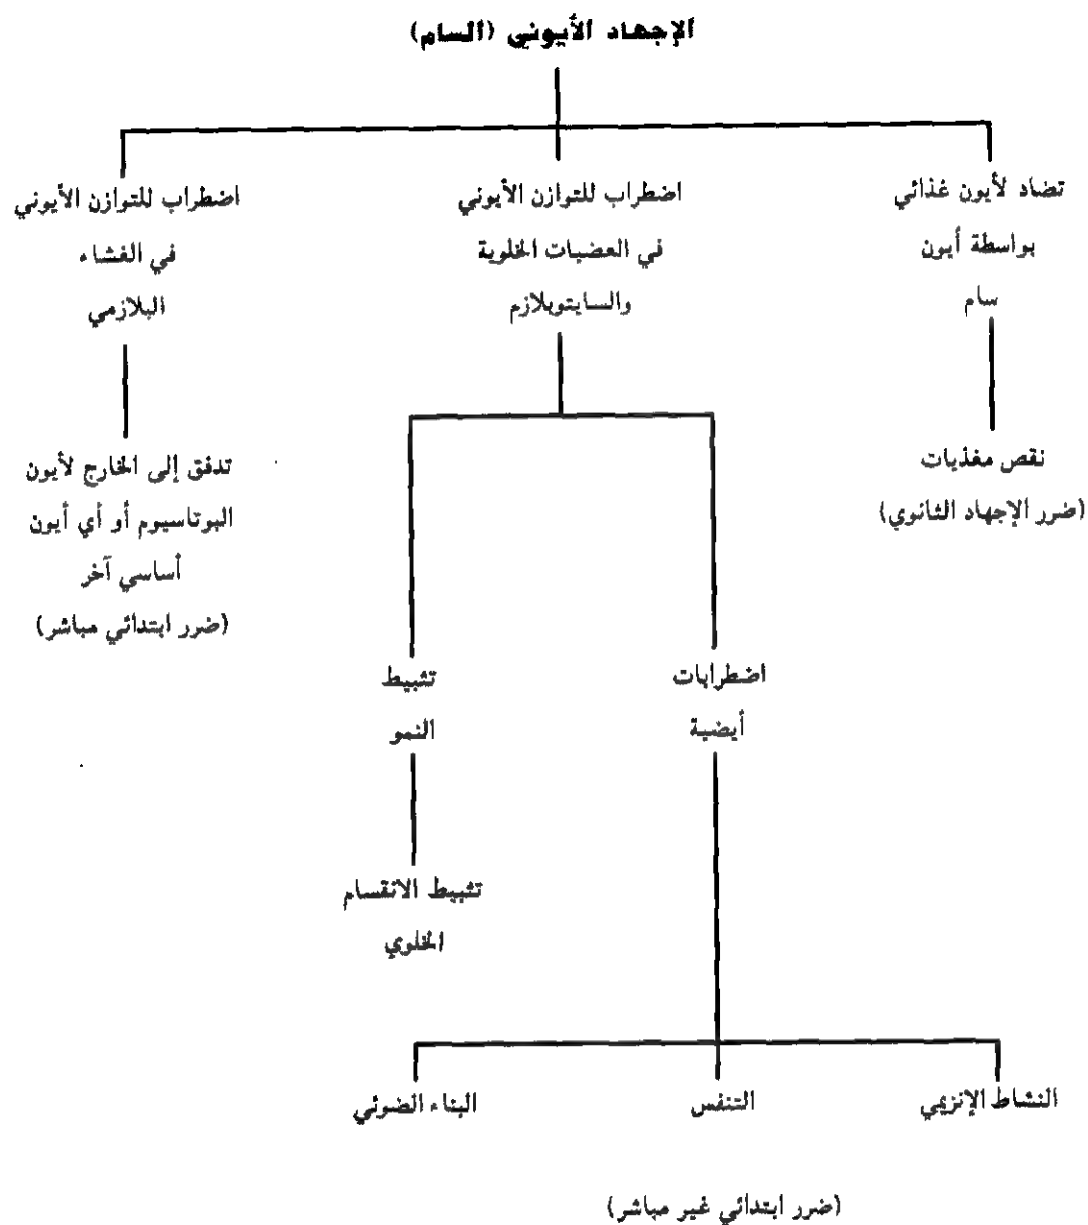 الإجهاد الأيوني (السام)
تضاد لأيون غذائي
بواسطة أيون
سام
نقص مغذيات
(ضرر الإجهاد الثانوي)
اضطراب للتوازن الأيوني
في العضيات الخلوية
والسايتوبلازم
اضطرابات
أيضية
النشاط الإنزيمي
التنفس
البناء الضوئي
تثبيط
النمو
تثبيط الانقسام
الخلوي
(ضرر ابتدائي غير مباشر)
اضطراب للتوازن الأيوني
في الغشاء
البلازمي
تدفق إلى الخارج لأيون
البوتاسيوم أو أي أيون
أساسي آخر
(ضرر ابتدائي مباشر)